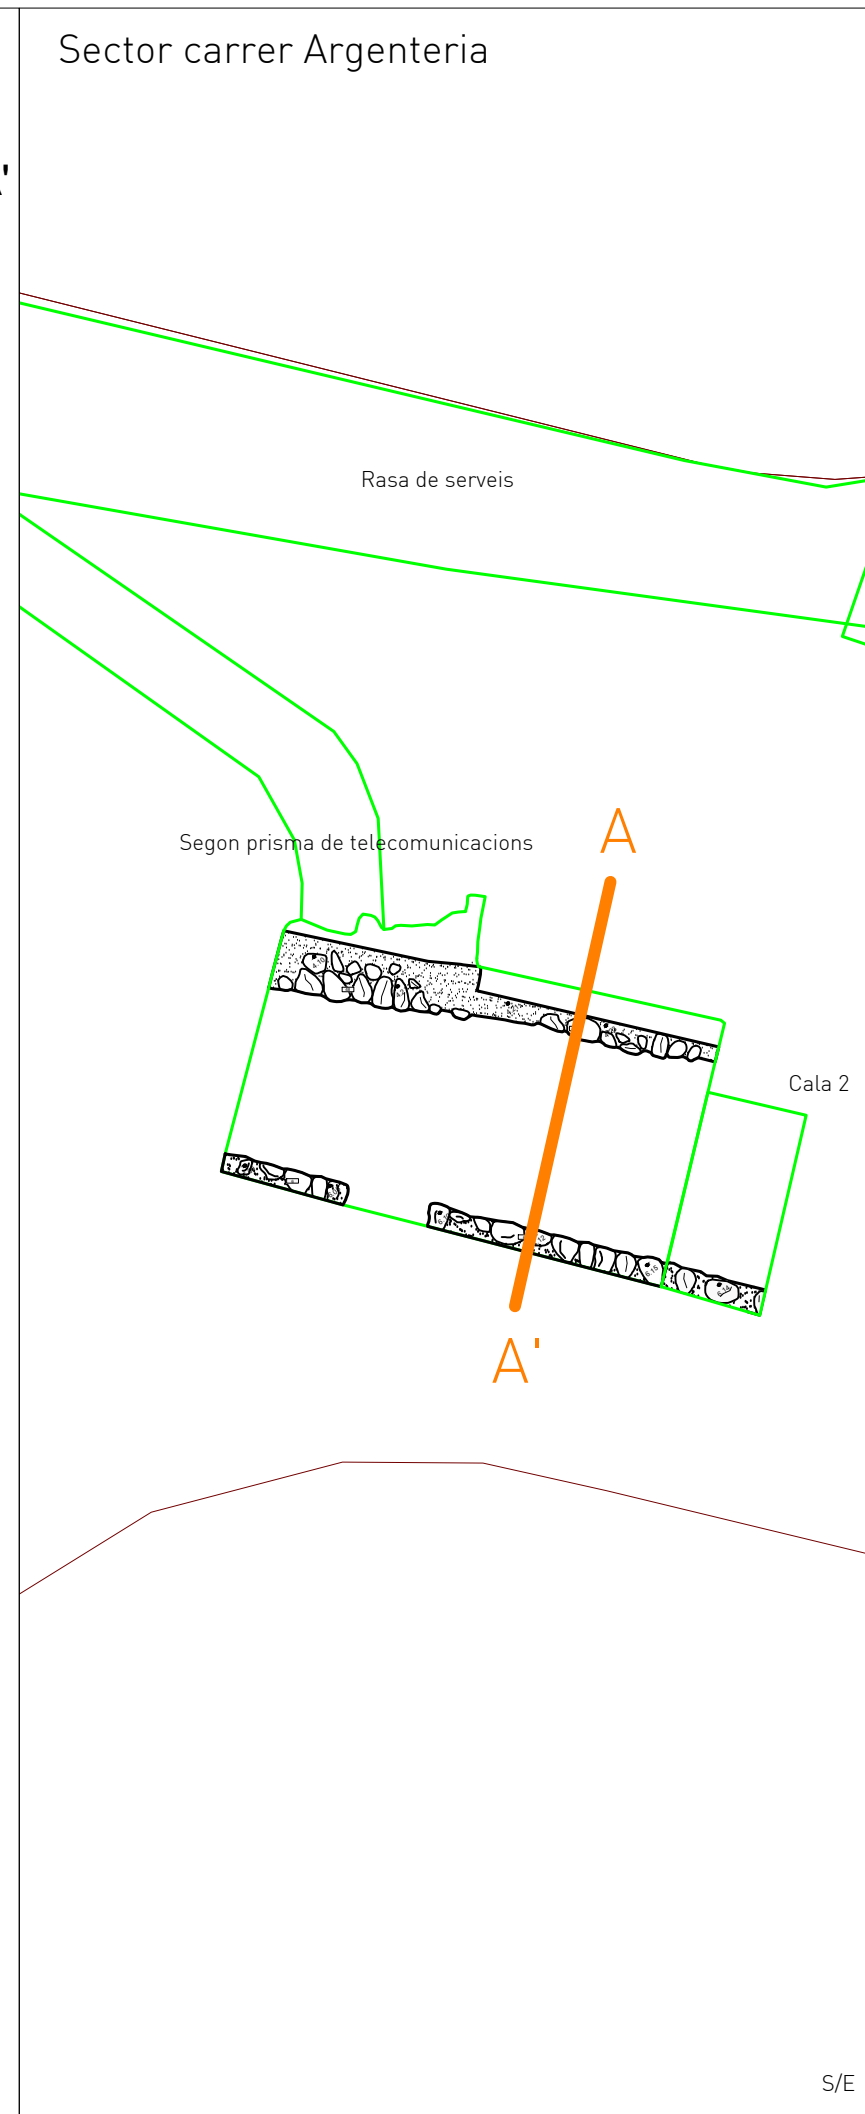 Sector carrer Argenteria
Rasa de serveis
A
Segon prisma de telecomunicacions
Cala 2
A'
S/E